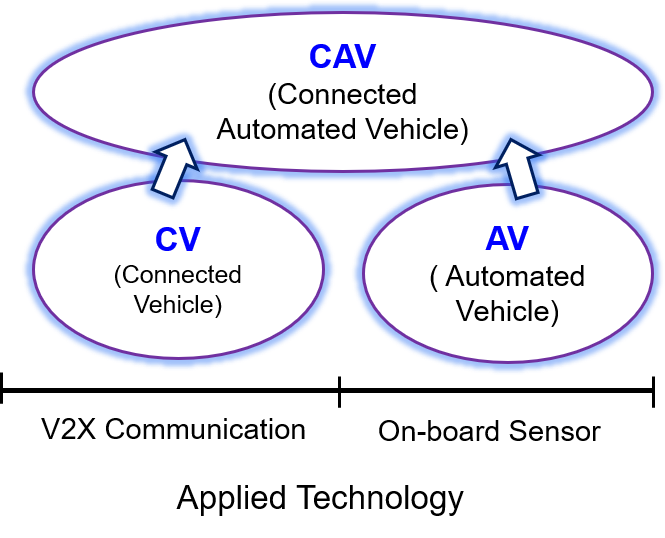 CAV
(Connected
Automated Vehicle)
CV
(Connected
Vehicle)
AV
( Automated
Vehicle)
V2X Communication
On-board Sensor
Applied Technology